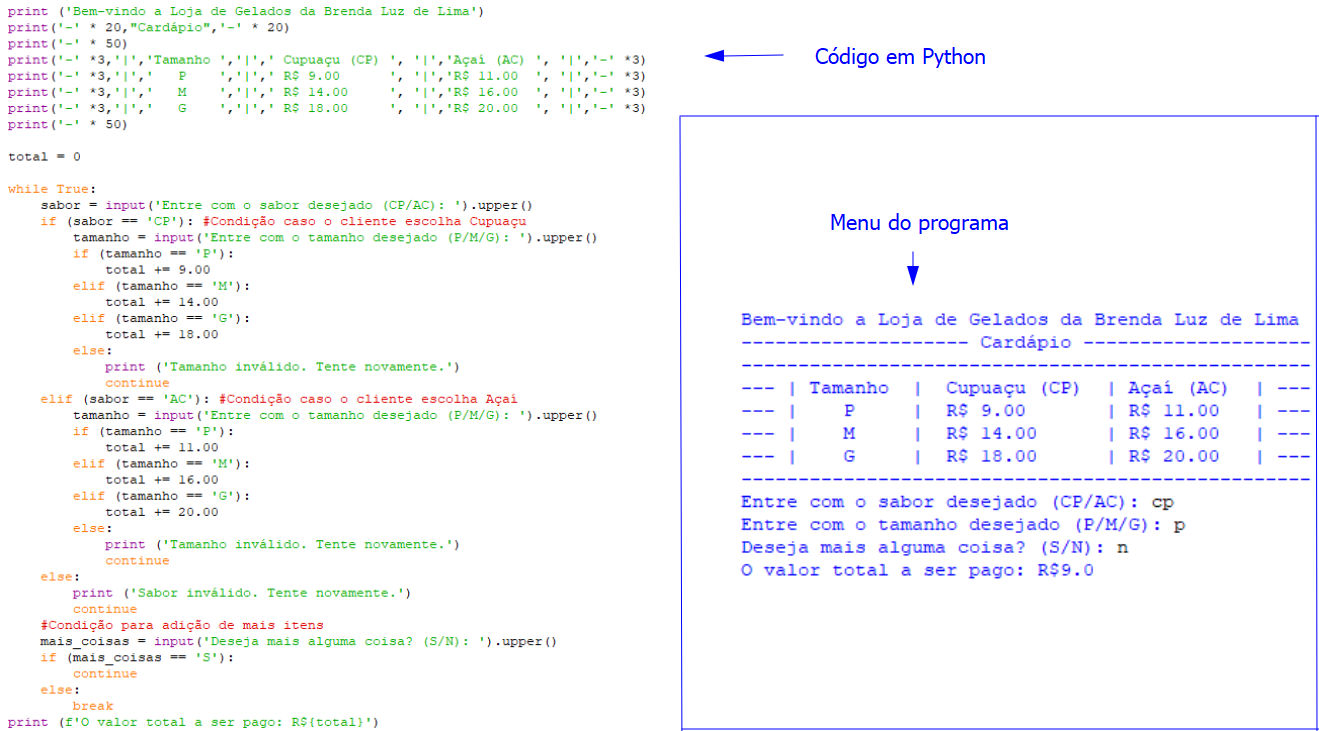 print ('Bem-vindo a Loja de Gelados da Brenda Luz de Lima')
print('-' * 20,"Cardápio",'-' * 20)
print('-' * 50)
print('-' *3,'|','Tamanho ','|',' Cupuaçu (CP) ', '|','Açaí (AC) ', '|','-' *3)
print('-' *3,'|','   P    ','|',' R$ 9.00      ', '|','R$ 11.00  ', '|','-' *3)
print('-' *3,'|','   M    ','|',' R$ 14.00     ', '|','R$ 16.00  ', '|','-' *3)
print('-' *3,'|','   G    ','|',' R$ 18.00     ', '|','R$ 20.00  ', '|','-' *3)
print('-' * 50)

total = 0

while True:
    sabor = input('Entre com o sabor desejado (CP/AC): ').upper()
    if (sabor == 'CP'): #Condição caso o cliente escolha Cupuaçu
        tamanho = input('Entre com o tamanho desejado (P/M/G): ').upper()
        if (tamanho == 'P'):
            total += 9.00
        elif (tamanho == 'M'):
            total += 14.00
        elif (tamanho == 'G'):
            total += 18.00
        else:
            print ('Tamanho inválido. Tente novamente.')
            continue
    elif (sabor == 'AC'): #Condição caso o cliente escolha Açaí
        tamanho = input('Entre com o tamanho desejado (P/M/G): ').upper()
        if (tamanho == 'P'):
            total += 11.00
        elif (tamanho == 'M'):
            total += 16.00
        elif (tamanho == 'G'):
            total += 20.00
        else:
            print ('Tamanho inválido. Tente novamente.')
            continue
    else:
        print ('Sabor inválido. Tente novamente.')
        continue
    #Condição para adição de mais itens
    mais_coisas = input('Deseja mais alguma coisa? (S/N): ').upper()
    if (mais_coisas == 'S'):
        continue
    else:
        break
print (f'O valor total a ser pago: R${total}')
Código em Python
Menu do programa
Bem-vindo a Loja de Gelados da Brenda Luz de Lima
-------------------- Cardápio --------------------
--------------------------------------------------
--- | Tamanho  |  Cupuaçu (CP)  | Açaí (AC)  | ---
--- |    P     |  R$ 9.00       | R$ 11.00   | ---
--- |    M     |  R$ 14.00      | R$ 16.00   | ---
--- |    G     |  R$ 18.00      | R$ 20.00   | ---
--------------------------------------------------
Entre com o sabor desejado (CP/AC): cp
Entre com o tamanho desejado (P/M/G): p
Deseja mais alguma coisa? (S/N): n
O valor total a ser pago: R$9.0